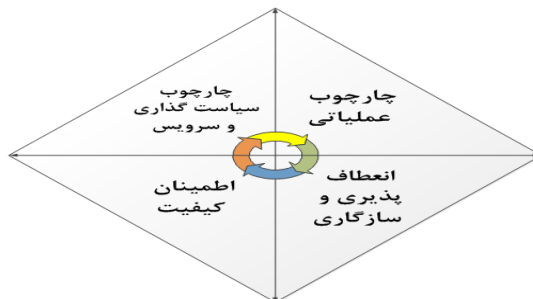 چارچوب
عملیاتی
چارچوب
سیاست گذاری
و سرویس
انعطاف
پذیری و
سازگاری
اطمینان
کیفیت